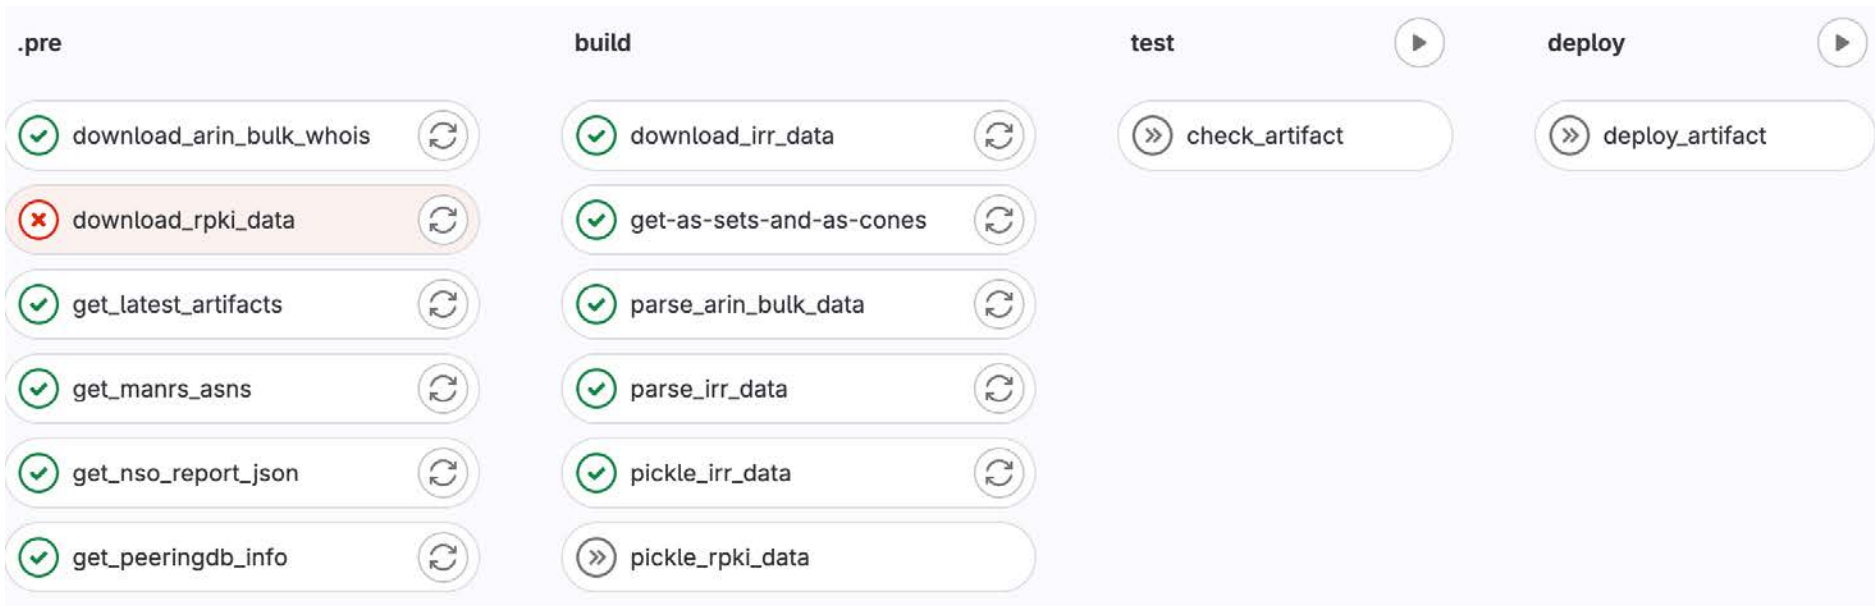 .pre
download_arin_bulk_whois
download_rpki_data
get_latest_artifacts
get_manrs_asns
get_nso_report_json
get_peeringdb_info
build
download_irr_data
get-as-sets-and-as-cones
parse_arin_bulk_data
parse_irr_data
pickle_irr_data
pickle_rpki_data
test
check_artifact
deploy
deploy_artifact